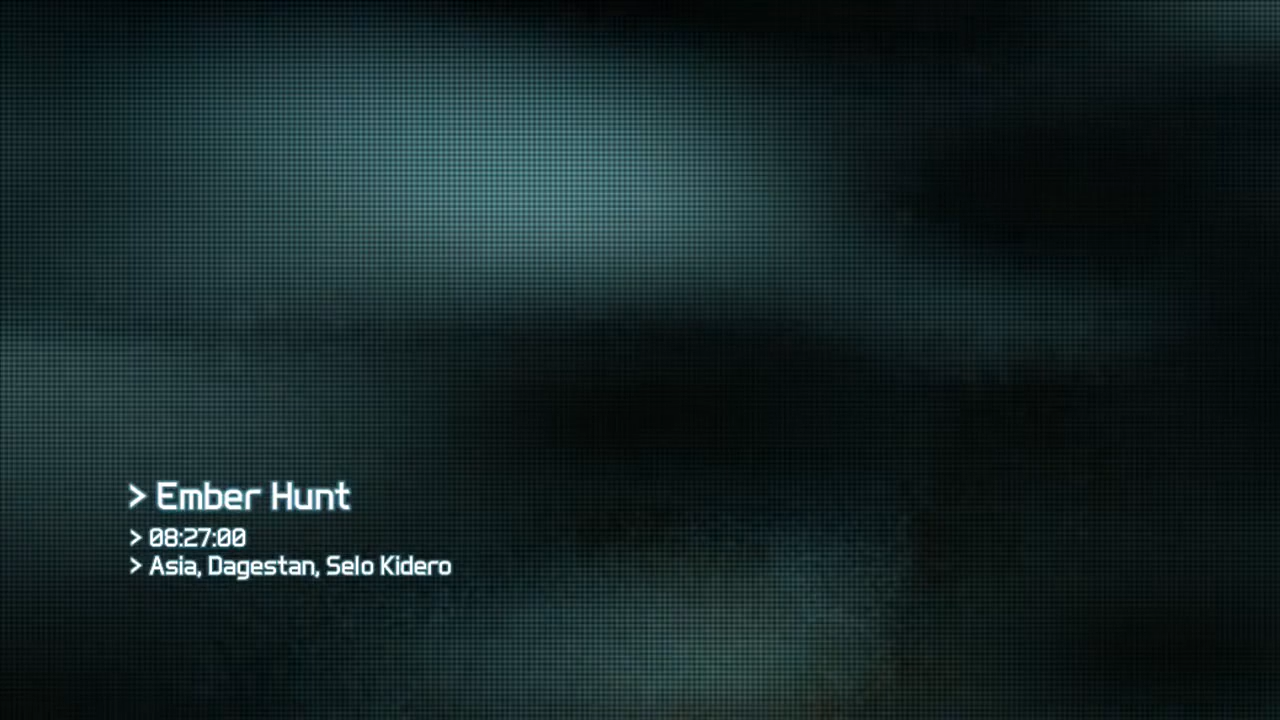 > Ember Hunt
> 08:27:00
> Asia, Dagestan, Selo Kidero